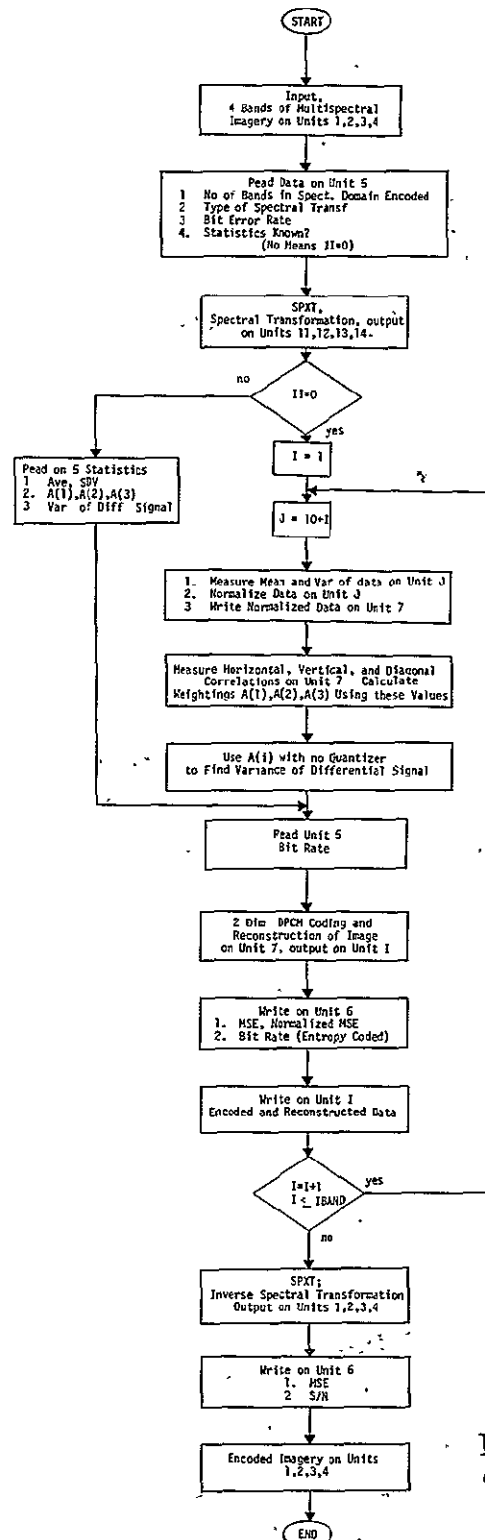 START
Input,
4 Bands of Multispectral
Imagery on Units 1,2,3,4
Pead Data on Unit 5
1 No of Bands in Spect. Domain Encoded
2 Type of Spectral Transf
3 Bit Error Rate
4. Statistics Known?
(No Means II=0)
SPXT,
Spectral Transformation, output
on Units 11,12,13,14.
no
II=0
yes
Pead on 5 Statistics
1 Ave, SDV
2. A(1),A(2),A(3)
3 Var of Diff Signal
I = 1
J = 10+I
1. Measure Mean and Var of data on Unit J
2. Normalize Data on Unit J
3 Write Normalized Data on Unit 7
Measure Horizontal, Vertical, and Diagonal
Correlations on Unit 7 Calculate
Weightings A(1),A(2),A(3) Using these Values
Use A(i) with no Quantizer
to Find Variance of Differential Signal
Pead Unit 5
Bit Rate
2 Dim DPCM Coding and
Reconstruction of Image
on Unit 7, output on Unit I
Write on Unit 6
1. MSE, Normalized MSE
2. Bit Rate (Entropy Coded)
Write on Unit I
Encoded and Reconstructed Data
I=I+1
I < IBAND
yes
no
SPXT;
Inverse Spectral Transformation
Output on Units 1,2,3,4
Write on Unit 6
1. MSE
2 S/N
Encoded Imagery on Units
1,2,3,4
END